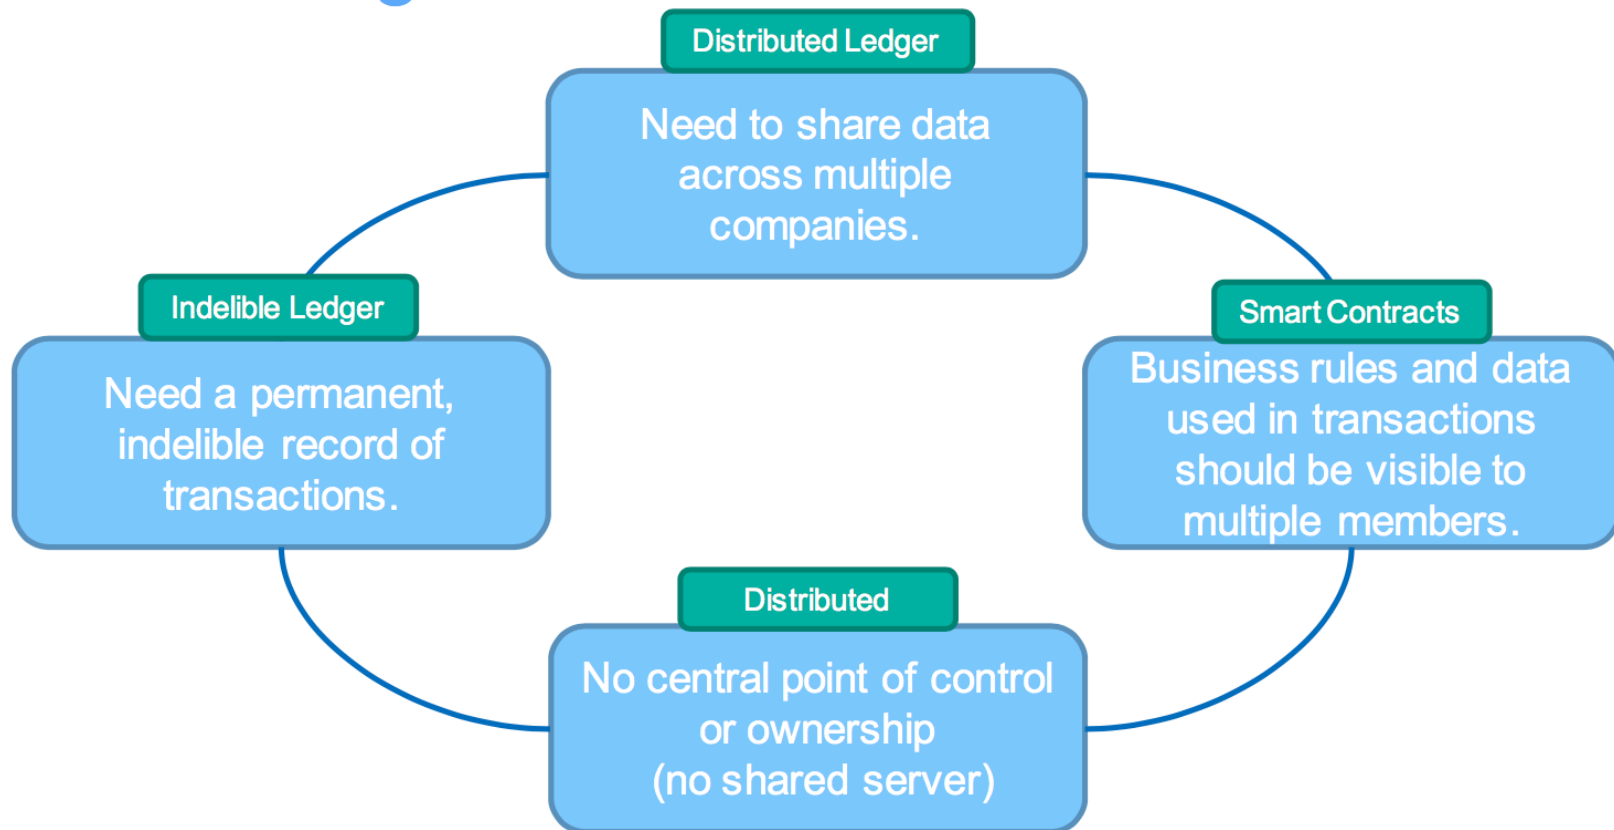 Distributed Ledger
Need to share data
across multiple
companies.
Indelible Ledger
Need a permanent,
indelible record of
transactions.
Smart Contracts
Business rules and data
used in transactions
should be visible to
multiple members.
Distributed
No central point of control
or ownership
(no shared server)